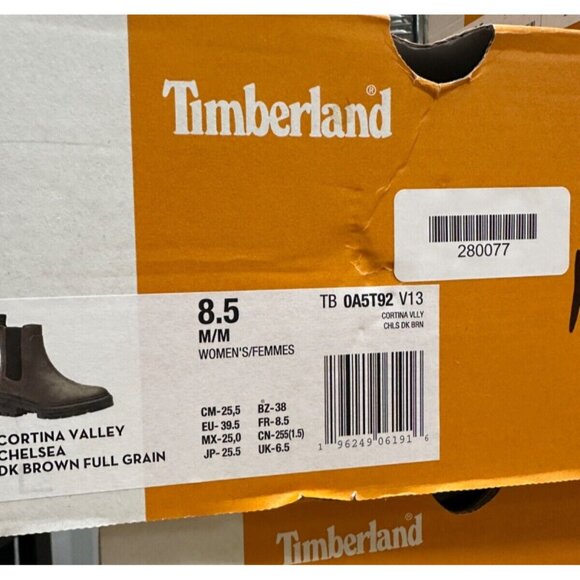 Timberland®
280077
8.5
M/M
WOMEN'S/FEMMES
TB 0A5T92 V13
CORTINA VLLY
CHLS DK BRN
CM-25,5 BZ-38
EU-39.5 FR-8.5
MX-25,0 CN-255(1.5)
JP-25.5 UK-6.5
1 96249 06191 6
CORTINA VALLEY
CHELSEA
DK BROWN FULL GRAIN
Timberland